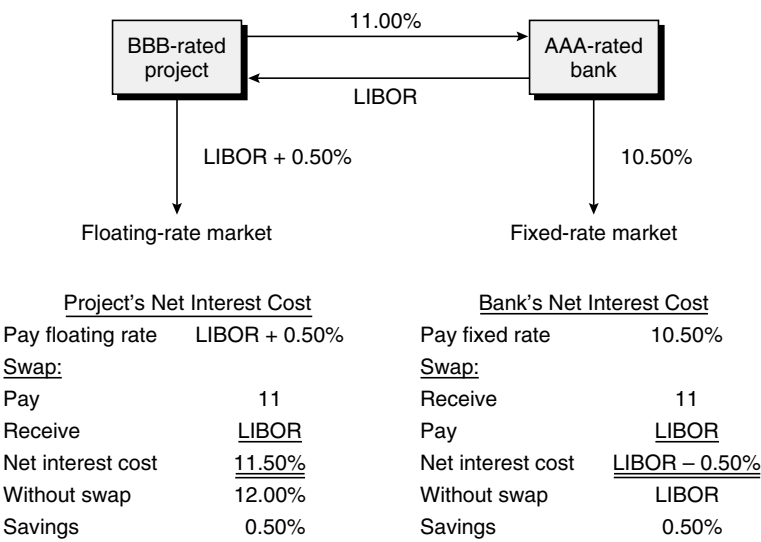 11.00%
BBB-rated
project
AAA-rated
bank
LIBOR
LIBOR + 0.50%
10.50%
Floating-rate market
Fixed-rate market
Project's Net Interest Cost
Pay floating rate LIBOR + 0.50%
Swap:
Pay 11
Receive LIBOR
Net interest cost 11.50%
Without swap 12.00%
Savings 0.50%
Bank's Net Interest Cost
Pay fixed rate 10.50%
Swap:
Receive 11
Pay LIBOR
Net interest cost LIBOR – 0.50%
Without swap LIBOR
Savings 0.50%